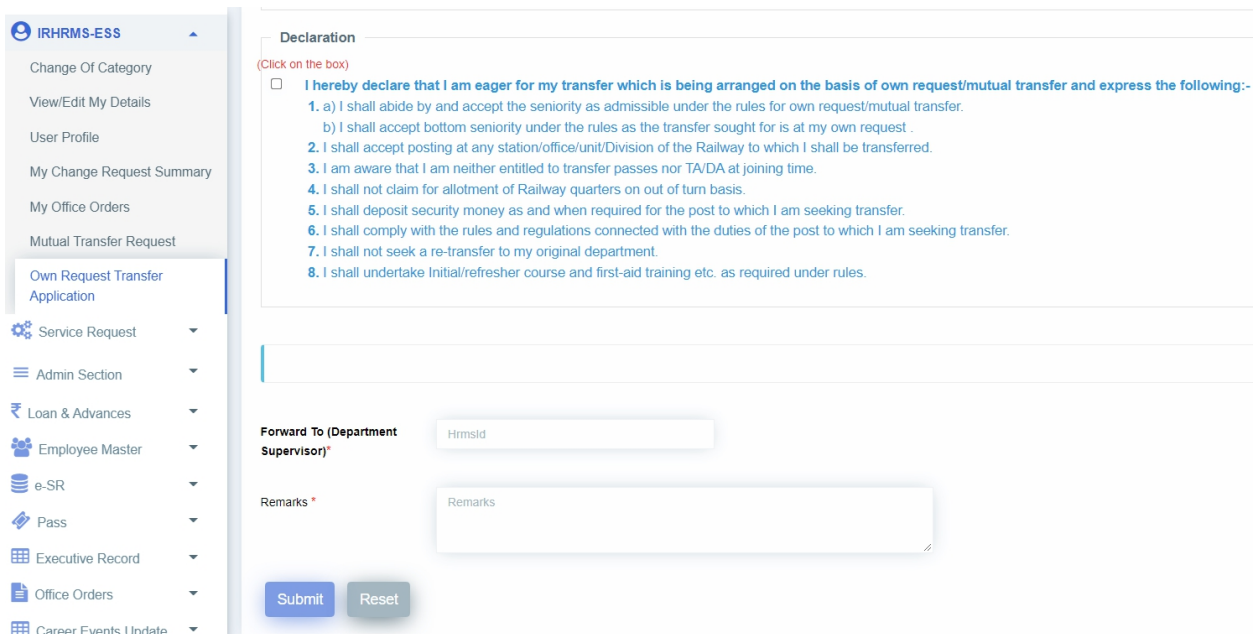 IRHRMS-ESS
Change Of Category
View/Edit My Details
User Profile
My Change Request Summary
My Office Orders
Mutual Transfer Request
Own Request Transfer
Application
Service Request
Admin Section
₹ Loan & Advances
Employee Master
e-SR
Pass
Executive Record
Office Orders
Career Events Update
Declaration
(Click on the box)
I hereby declare that I am eager for my transfer which is being arranged on the basis of own request/mutual transfer and express the following:-
1. a) I shall abide by and accept the seniority as admissible under the rules for own request/mutual transfer.
b) I shall accept bottom seniority under the rules as the transfer sought for is at my own request .
2. I shall accept posting at any station/office/unit/Division of the Railway to which I shall be transferred.
3. I am aware that I am neither entitled to transfer passes nor TA/DA at joining time.
4. I shall not claim for allotment of Railway quarters on out of turn basis.
5. I shall deposit security money as and when required for the post to which I am seeking transfer.
6. I shall comply with the rules and regulations connected with the duties of the post to which I am seeking transfer.
7. I shall not seek a re-transfer to my original department.
8. I shall undertake Initial/refresher course and first-aid training etc. as required under rules.
Forward To (Department
Supervisor)*
HrmsId
Remarks *
Remarks
Submit
Reset